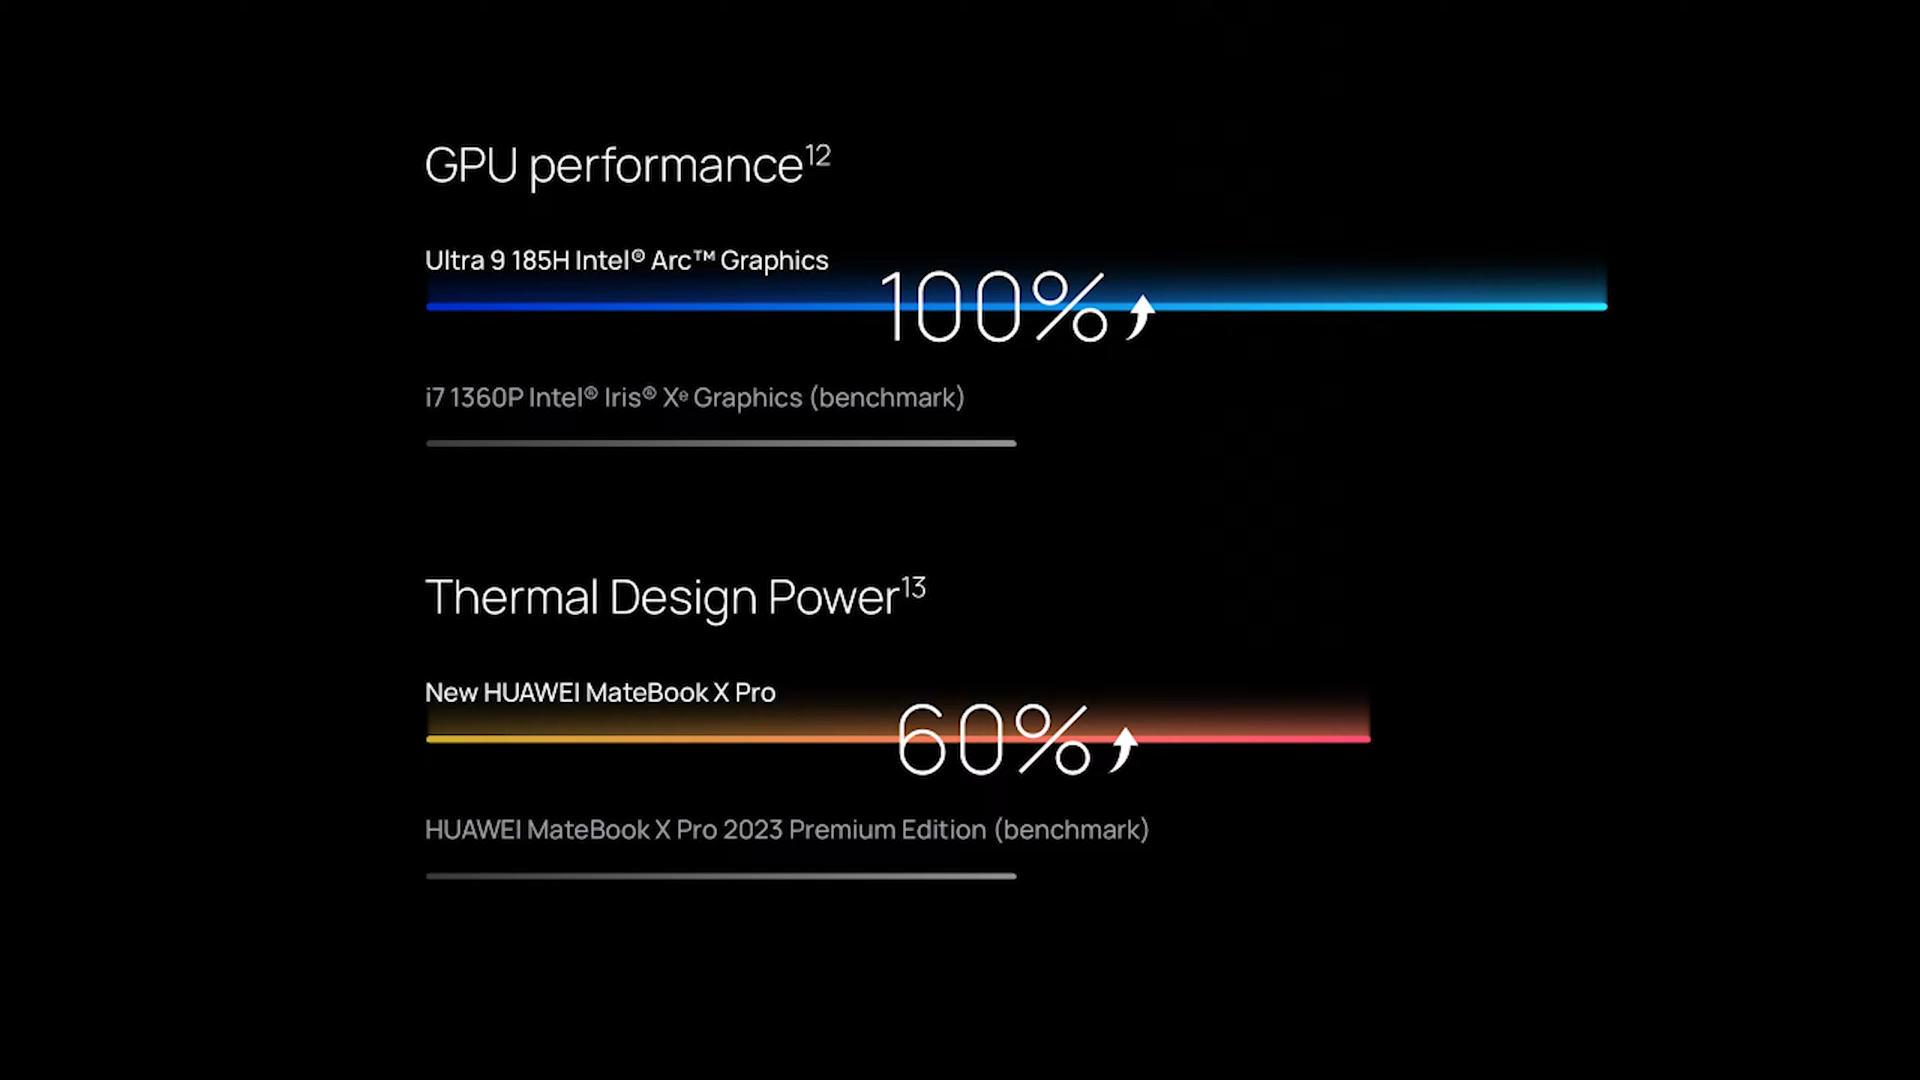 GPU performance¹²
Ultra 9 185H Intel® Arc™ Graphics
100%
i7 1360P Intel® Iris® Xᵉ Graphics (benchmark)
Thermal Design Power¹³
New HUAWEI MateBook X Pro
60%
HUAWEI MateBook X Pro 2023 Premium Edition (benchmark)